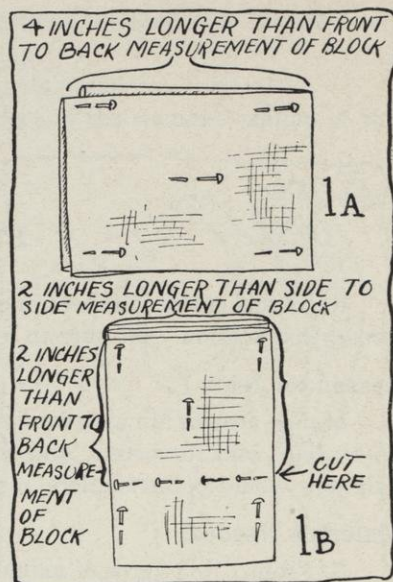 4 INCHES LONGER THAN FRONT
TO BACK MEASUREMENT OF BLOCK
1A
2 INCHES LONGER THAN SIDE TO
SIDE MEASUREMENT OF BLOCK
2 INCHES
LONGER
THAN
FRONT TO
BACK
MEASURE-
MENT
OF
BLOCK
CUT
HERE
1B